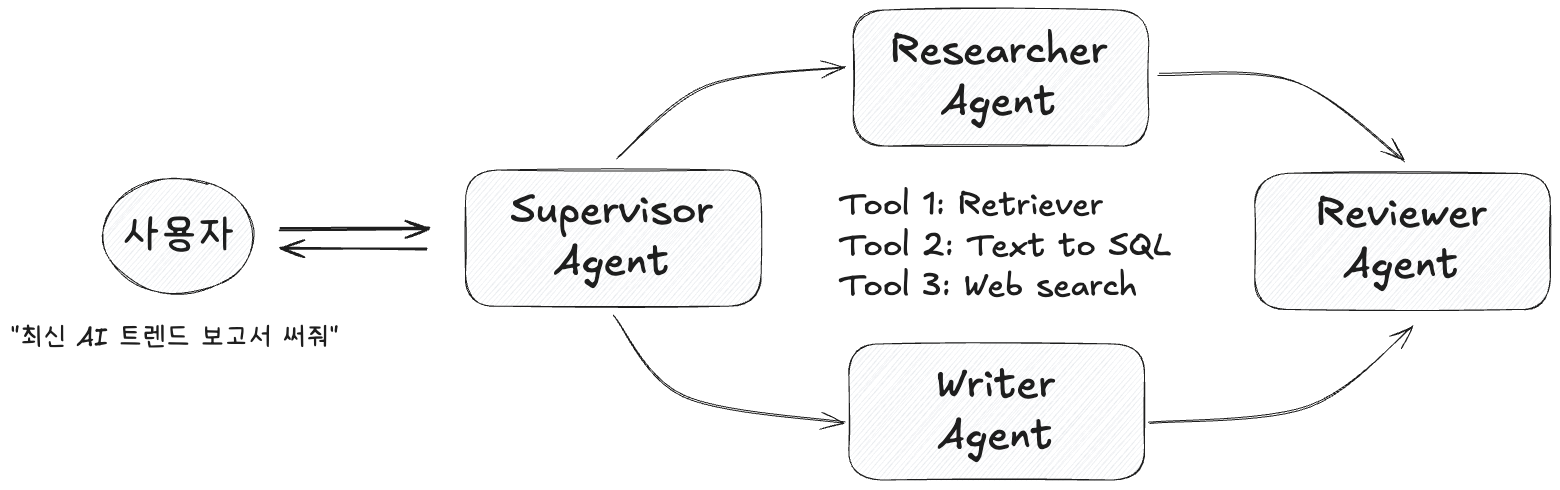 Researcher
Agent
사용자
"최신 AI 트렌드 보고서 써줘"
Supervisor
Agent
Tool 1: Retriever
Tool 2: Text to SQL
Tool 3: Web search
Reviewer
Agent
Writer
Agent